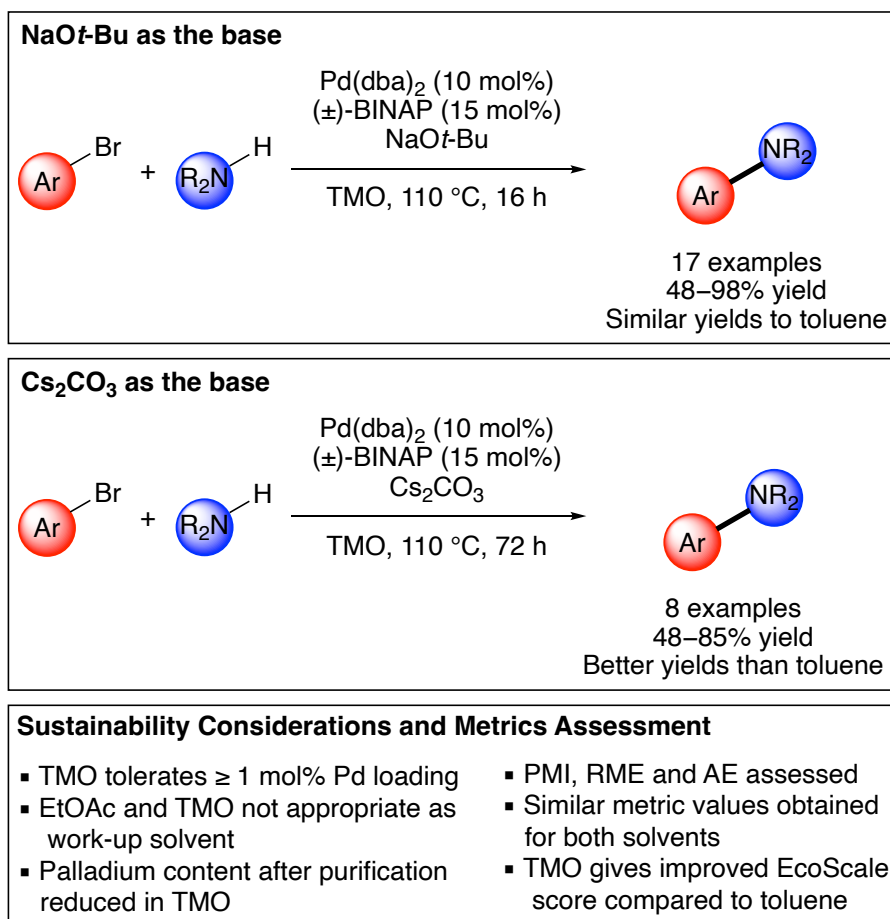 NaOt-Bu as the base
Pd(dba)₂ (10 mol%)
(±)-BINAP (15 mol%)
NaOt-Bu
TMO, 110 °C, 16 h
Ar
Br
+
R₂N
H
Ar
NR₂
17 examples
48–98% yield
Similar yields to toluene
Cs₂CO₃ as the base
Pd(dba)₂ (10 mol%)
(±)-BINAP (15 mol%)
Cs₂CO₃
TMO, 110 °C, 72 h
Ar
Br
+
R₂N
H
Ar
NR₂
8 examples
48–85% yield
Better yields than toluene
Sustainability Considerations and Metrics Assessment
▪ TMO tolerates ≥ 1 mol% Pd loading
▪ EtOAc and TMO not appropriate as
work-up solvent
▪ Palladium content after purification
reduced in TMO
▪ PMI, RME and AE assessed
▪ Similar metric values obtained
for both solvents
▪ TMO gives improved EcoScale
score compared to toluene